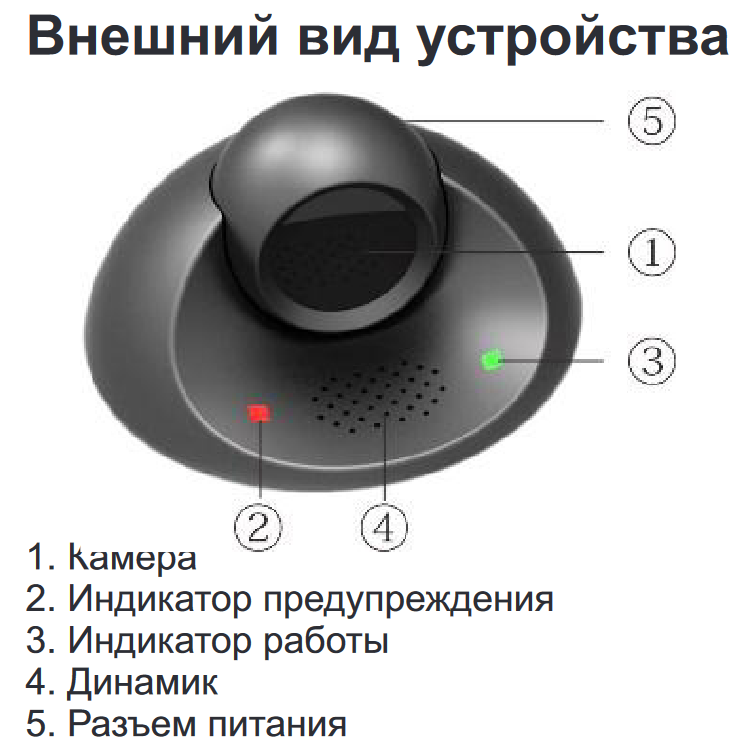 Внешний вид устройства
⑤
①
③
②
④
1. Камера
2. Индикатор предупреждения
3. Индикатор работы
4. Динамик
5. Разъем питания